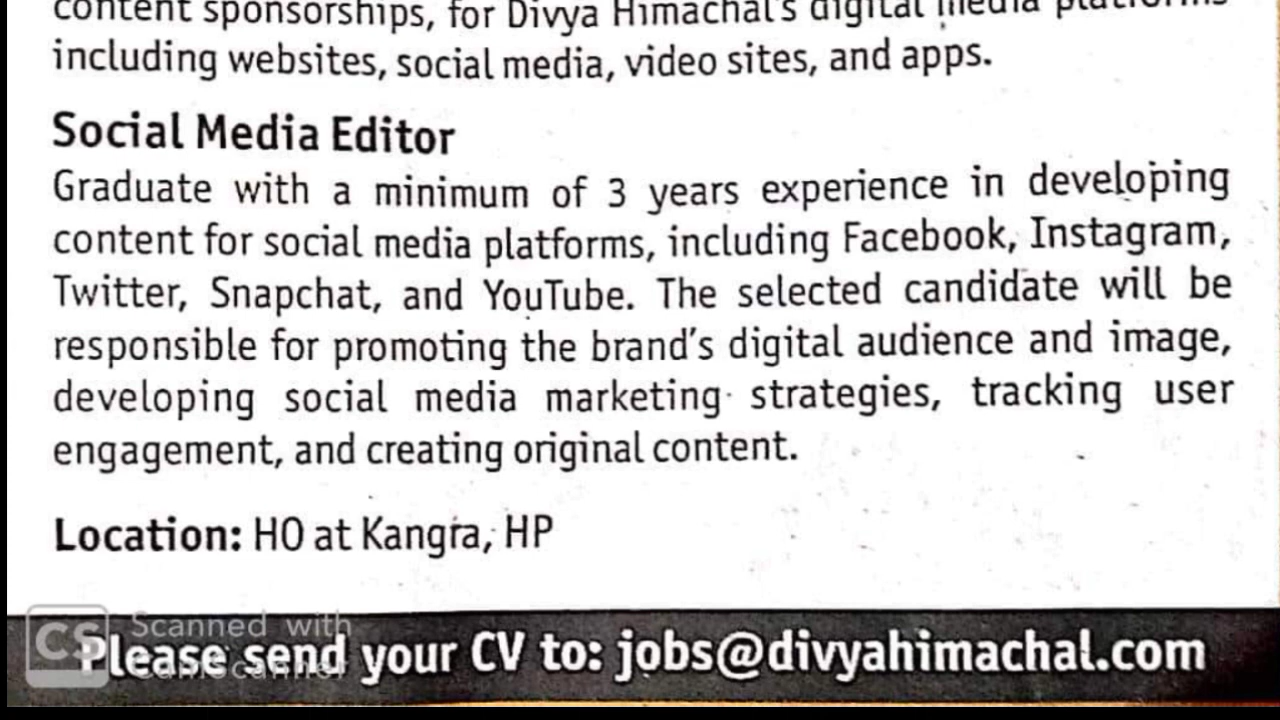 content sponsorships, for Divya Himachal's digital media platforms
including websites, social media, video sites, and apps.
Social Media Editor
Graduate with a minimum of 3 years experience in developing
content for social media platforms, including Facebook, Instagram,
Twitter, Snapchat, and YouTube. The selected candidate will be
responsible for promoting the brand's digital audience and image,
developing social media marketing strategies, tracking user
engagement, and creating original content.
Location: HO at Kangra, HP
CS Scanned with
CamScanner
Please send your CV to: jobs@divyahimachal.com